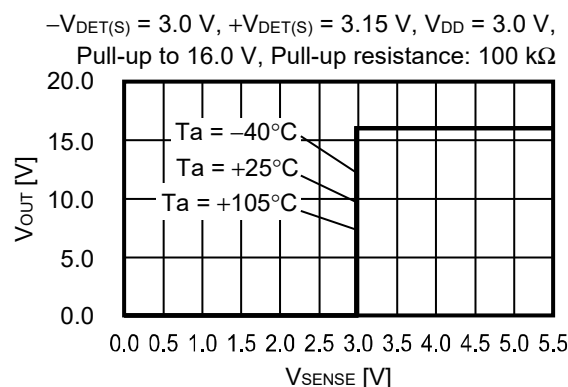 −VDET(S) = 3.0 V, +VDET(S) = 3.15 V, VDD = 3.0 V,
Pull-up to 16.0 V, Pull-up resistance: 100 kΩ
20.0
15.0
10.0
5.0
0.0
VOUT [V]
Ta = −40°C
Ta = +25°C
Ta = +105°C
0.0 0.5 1.0 1.5 2.0 2.5 3.0 3.5 4.0 4.5 5.0 5.5
VSENSE [V]